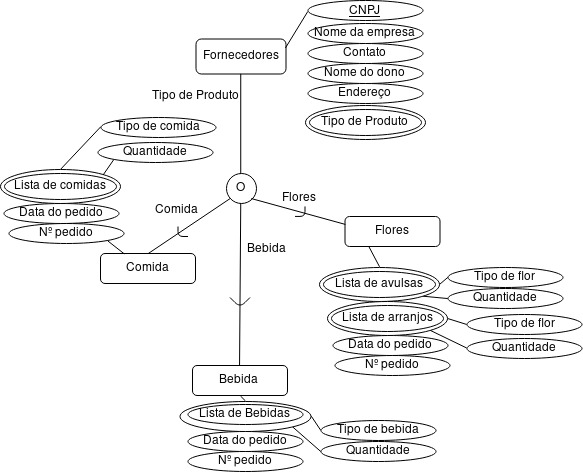 CNPJ
Nome da empresa
Contato
Nome do dono
Endereço
Tipo de Produto
Fornecedores
Tipo de Produto
Tipo de comida
Quantidade
Lista de comidas
Data do pedido
Nº pedido
Comida
O
Comida
Bebida
Flores
Flores
Lista de avulsas
Tipo de flor
Quantidade
Lista de arranjos
Tipo de flor
Quantidade
Data do pedido
Nº pedido
Bebida
Lista de Bebidas
Tipo de bebida
Quantidade
Data do pedido
Nº pedido